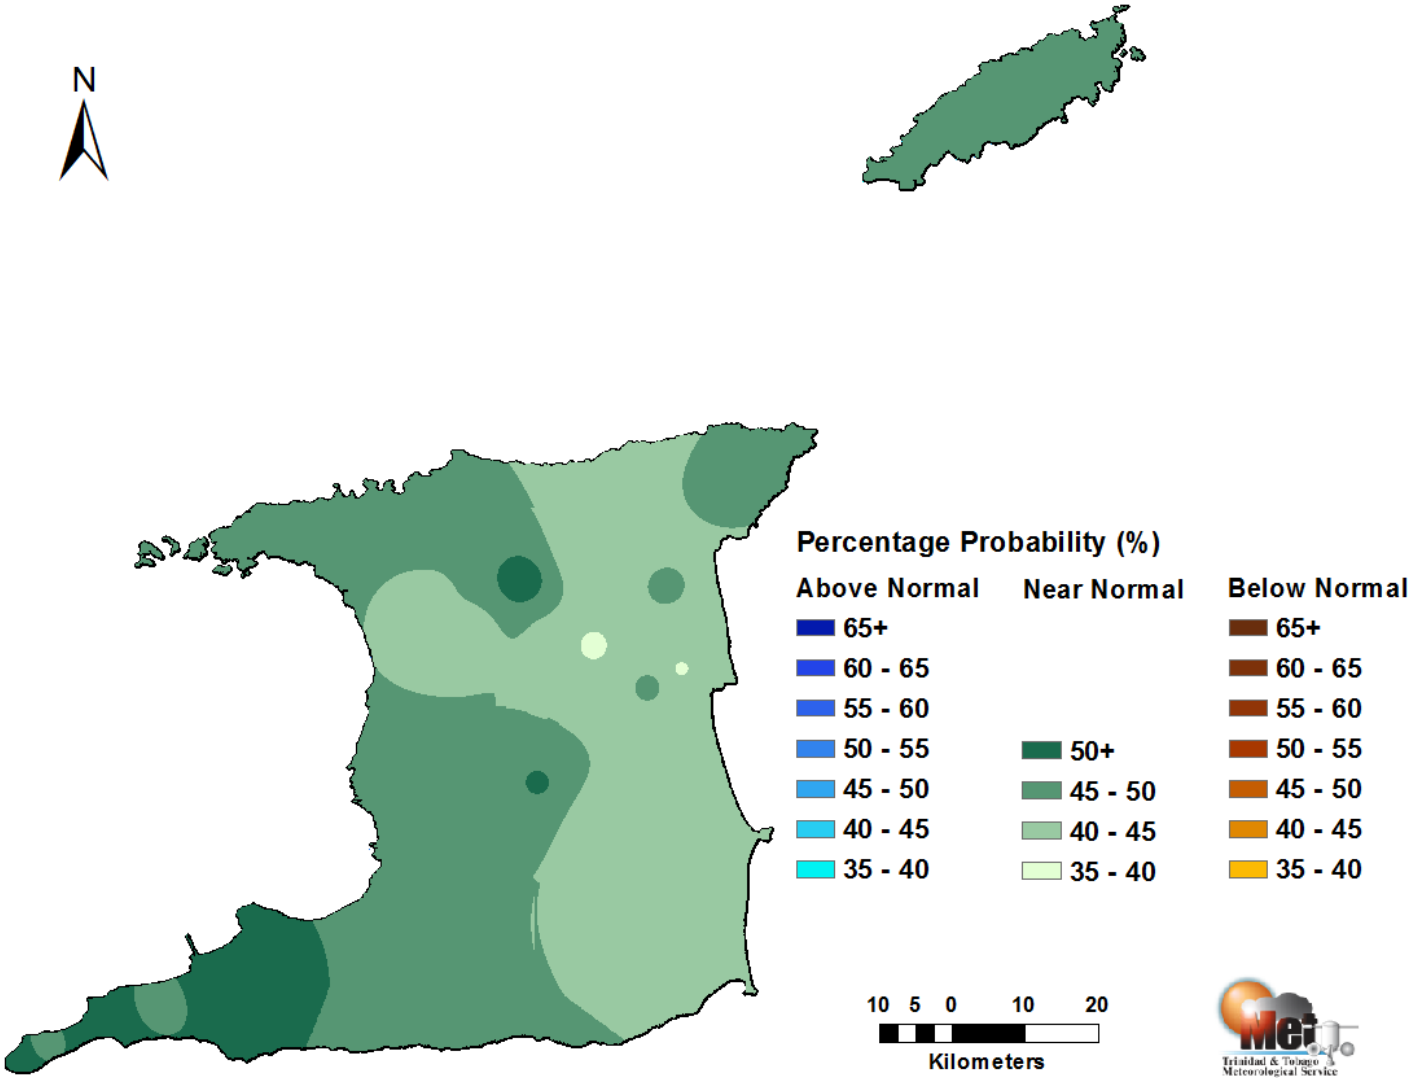 N
Percentage Probability (%)
Above Normal Near Normal Below Normal
65+ 65+
60 - 65 60 - 65
55 - 60 55 - 60
50 - 55 50+ 50 - 55
45 - 50 45 - 50 45 - 50
40 - 45 40 - 45 40 - 45
35 - 40 35 - 40 35 - 40
10 5 0 10 20
Kilometers
Met
Trinidad & Tobago
Meteorological Service